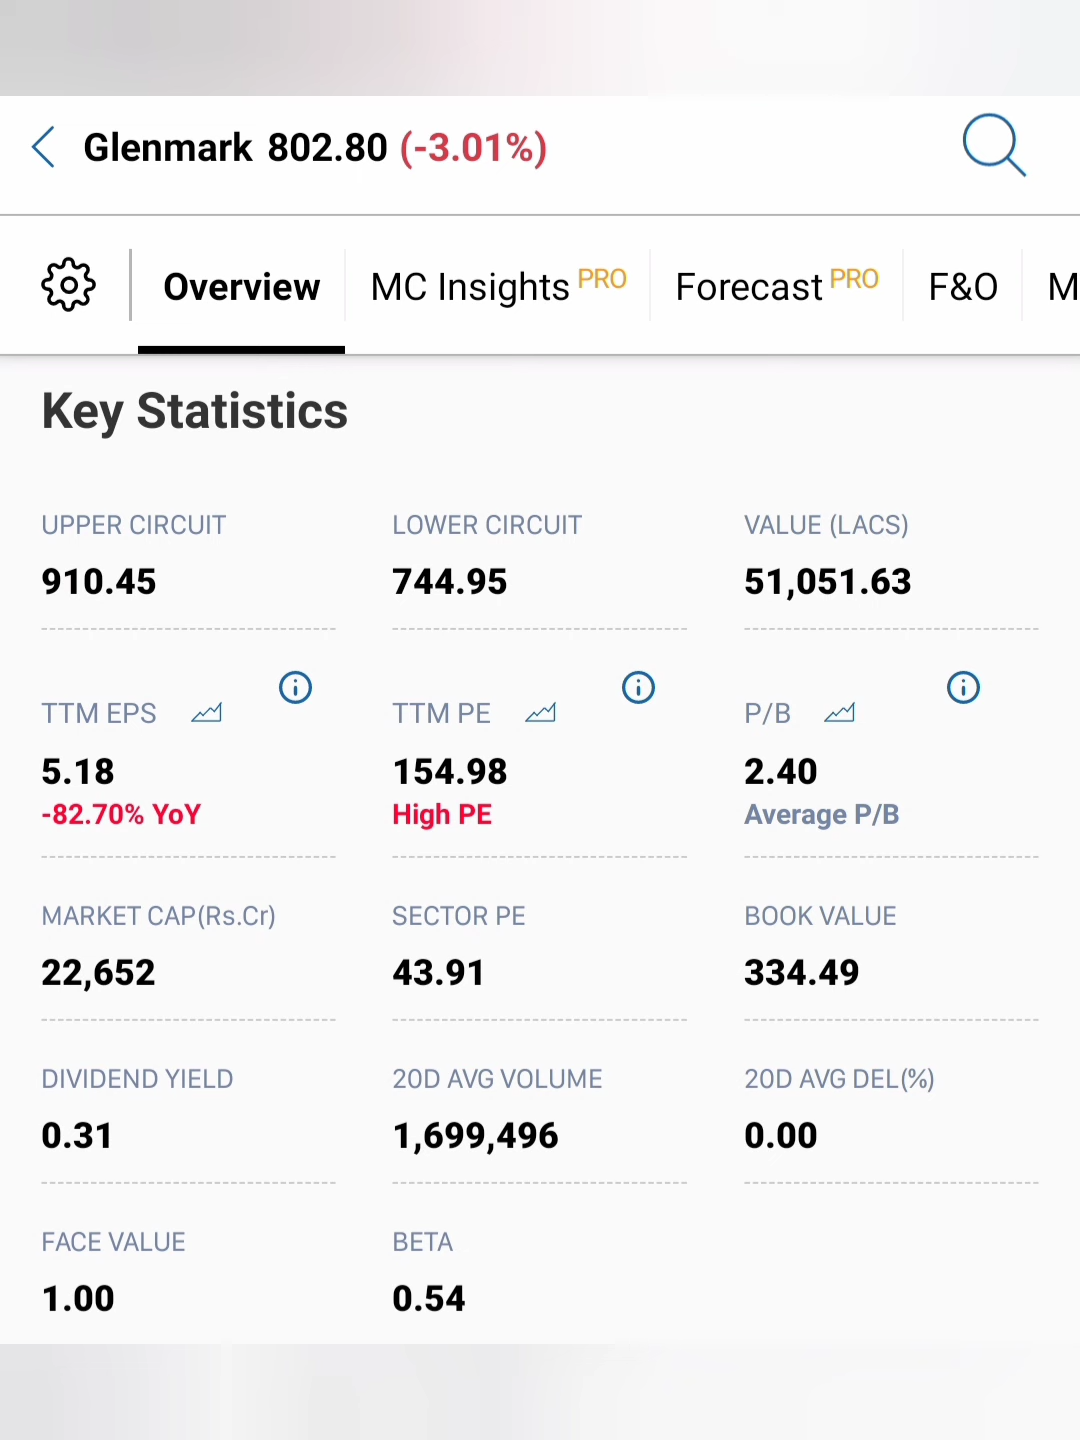 Glenmark 802.80 (-3.01%)
Overview MC Insights PRO Forecast PRO F&O M
Key Statistics
UPPER CIRCUIT LOWER CIRCUIT VALUE (LACS)
910.45 744.95 51,051.63
TTM EPS TTM PE P/B
5.18 154.98 2.40
-82.70% YoY High PE Average P/B
MARKET CAP(Rs.Cr) SECTOR PE BOOK VALUE
22,652 43.91 334.49
DIVIDEND YIELD 20D AVG VOLUME 20D AVG DEL(%)
0.31 1,699,496 0.00
FACE VALUE BETA
1.00 0.54